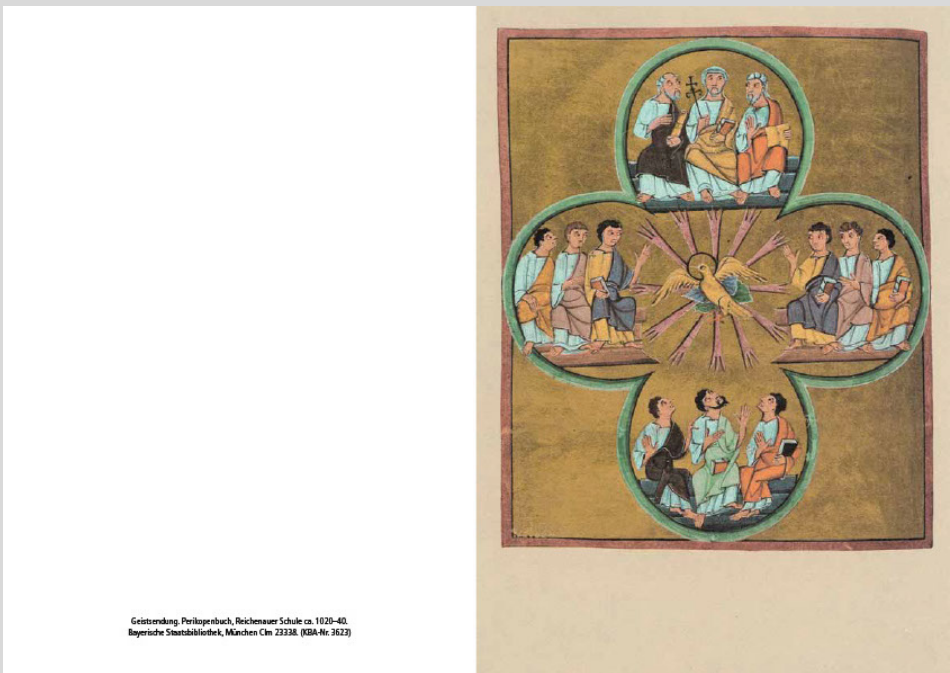 Geistsendung. Perikopenbuch, Reichenauer Schule ca. 1020–40.
Bayerische Staatsbibliothek, München Clm 23338. (KBA-Nr. 3623)